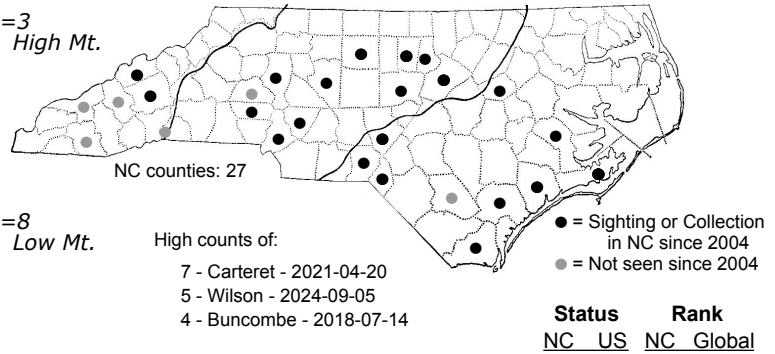 =3
High Mt.
NC counties: 27
=8
Low Mt.
High counts of:
7 - Carteret - 2021-04-20
5 - Wilson - 2024-09-05
4 - Buncombe - 2018-07-14
= Sighting or Collection
in NC since 2004
= Not seen since 2004
Status Rank
NC US NC Global